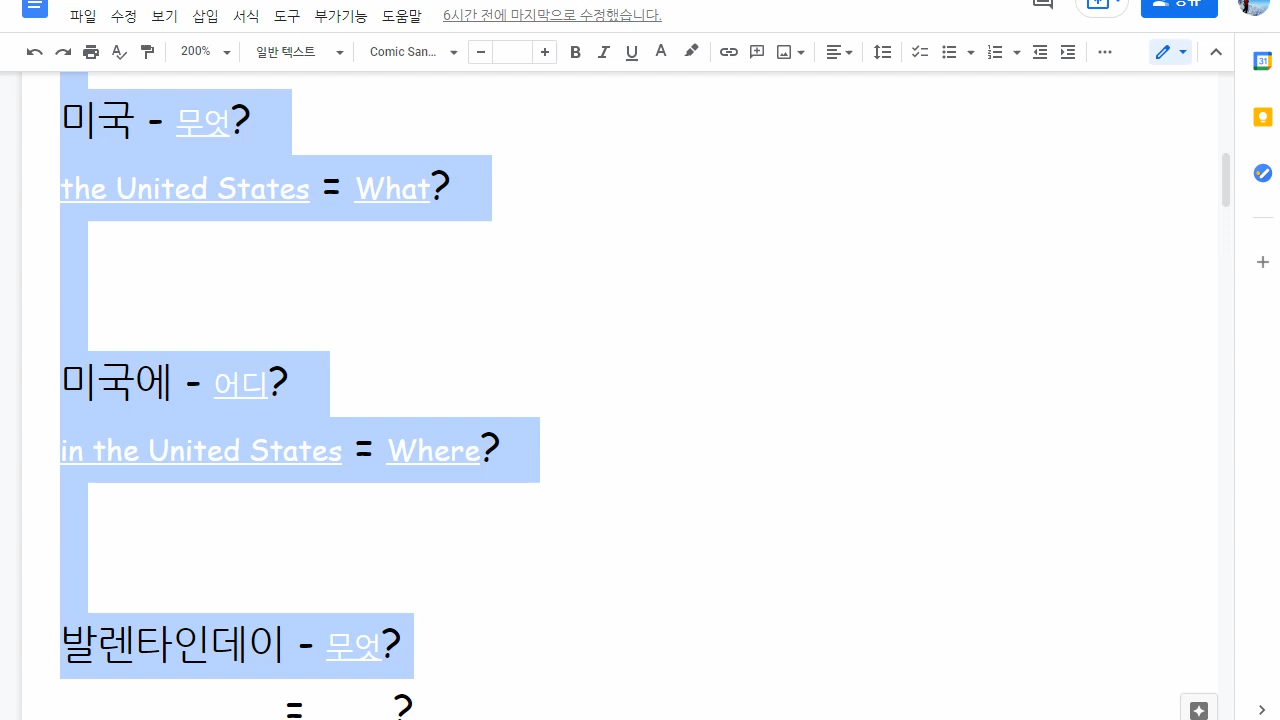 파일 수정 보기 삽입 서식 도구 부가기능 도움말 6시간 전에 마지막으로 수정했습니다.
200% 일반 텍스트 Comic San... B I U A
31
미국 - 무엇?
the United States = What?
미국에 - 어디?
in the United States = Where?
발렌타인데이 - 무엇?
= ?